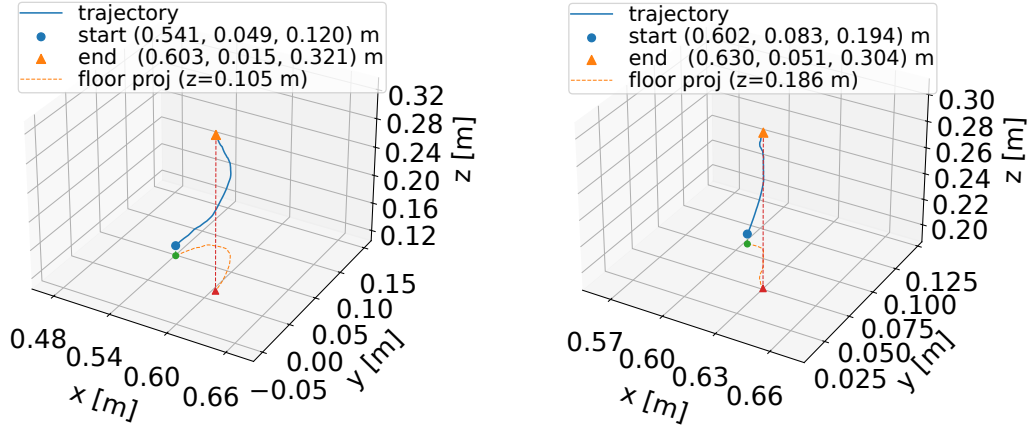 trajectory
start (0.541, 0.049, 0.120) m
end   (0.603, 0.015, 0.321) m
floor proj (z=0.105 m)
0.32
0.28
0.24
0.20
0.16
0.12
z [m]
0.15
0.10
0.05
0.00
−0.05
y [m]
0.48
0.54
0.60
0.66
x [m]
trajectory
start (0.602, 0.083, 0.194) m
end   (0.630, 0.051, 0.304) m
floor proj (z=0.186 m)
0.30
0.28
0.26
0.24
0.22
0.20
z [m]
0.125
0.100
0.075
0.050
0.025
y [m]
0.57
0.60
0.63
0.66
x [m]